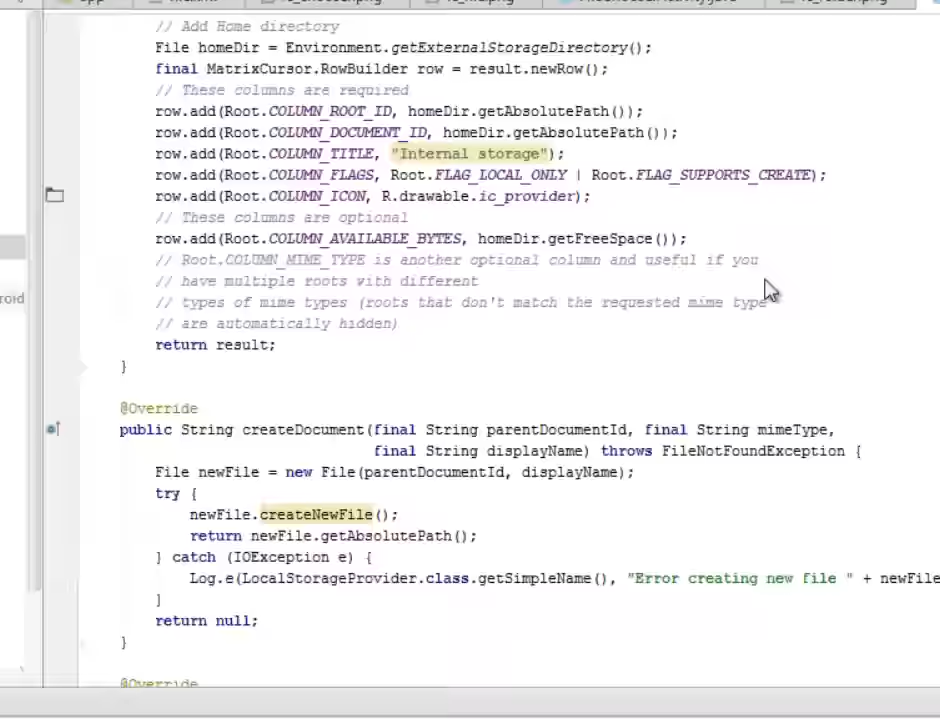 // Add Home directory
File homeDir = Environment.getExternalStorageDirectory();
final MatrixCursor.RowBuilder row = result.newRow();
// These columns are required
row.add(Root.COLUMN_ROOT_ID, homeDir.getAbsolutePath());
row.add(Root.COLUMN_DOCUMENT_ID, homeDir.getAbsolutePath());
row.add(Root.COLUMN_TITLE, "Internal storage");
row.add(Root.COLUMN_FLAGS, Root.FLAG_LOCAL_ONLY | Root.FLAG_SUPPORTS_CREATE);
row.add(Root.COLUMN_ICON, R.drawable.ic_provider);
// These columns are optional
row.add(Root.COLUMN_AVAILABLE_BYTES, homeDir.getFreeSpace());
// Root.COLUMN_MIME_TYPE is another optional column and useful if you
// have multiple roots with different
roid
// types of mime types (roots that don't match the requested mime type
// are automatically hidden)
return result;
}
@Override
public String createDocument(final String parentDocumentId, final String mimeType,
final String displayName) throws FileNotFoundException {
File newFile = new File(parentDocumentId, displayName);
try {
newFile.createNewFile();
return newFile.getAbsolutePath();
} catch (IOException e) {
Log.e(LocalStorageProvider.class.getSimpleName(), "Error creating new file " + newFile
}
return null;
}
@Override